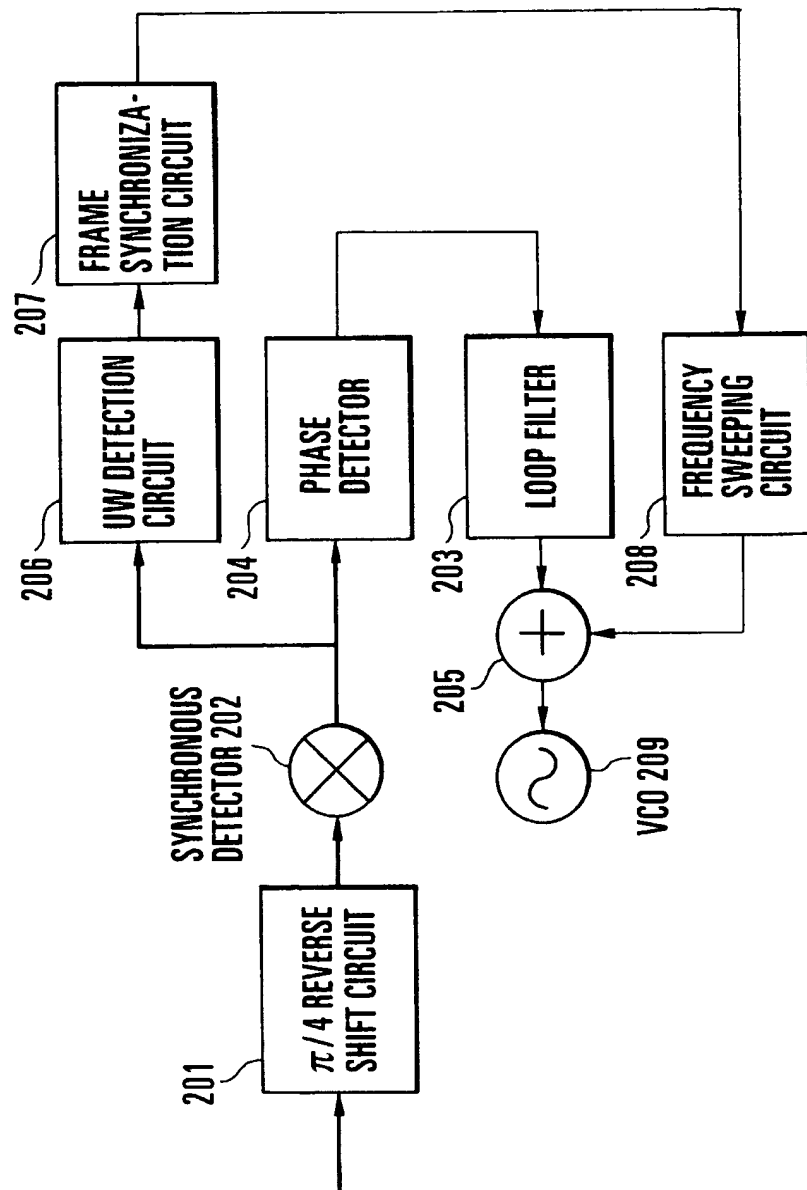 201
π/4 REVERSE
SHIFT CIRCUIT
SYNCHRONOUS
DETECTOR 202
206
UW DETECTION
CIRCUIT
207
FRAME
SYNCHRONIZA-
TION CIRCUIT
204
PHASE
DETECTOR
203
LOOP FILTER
205
VCO 209
208
FREQUENCY
SWEEPING
CIRCUIT